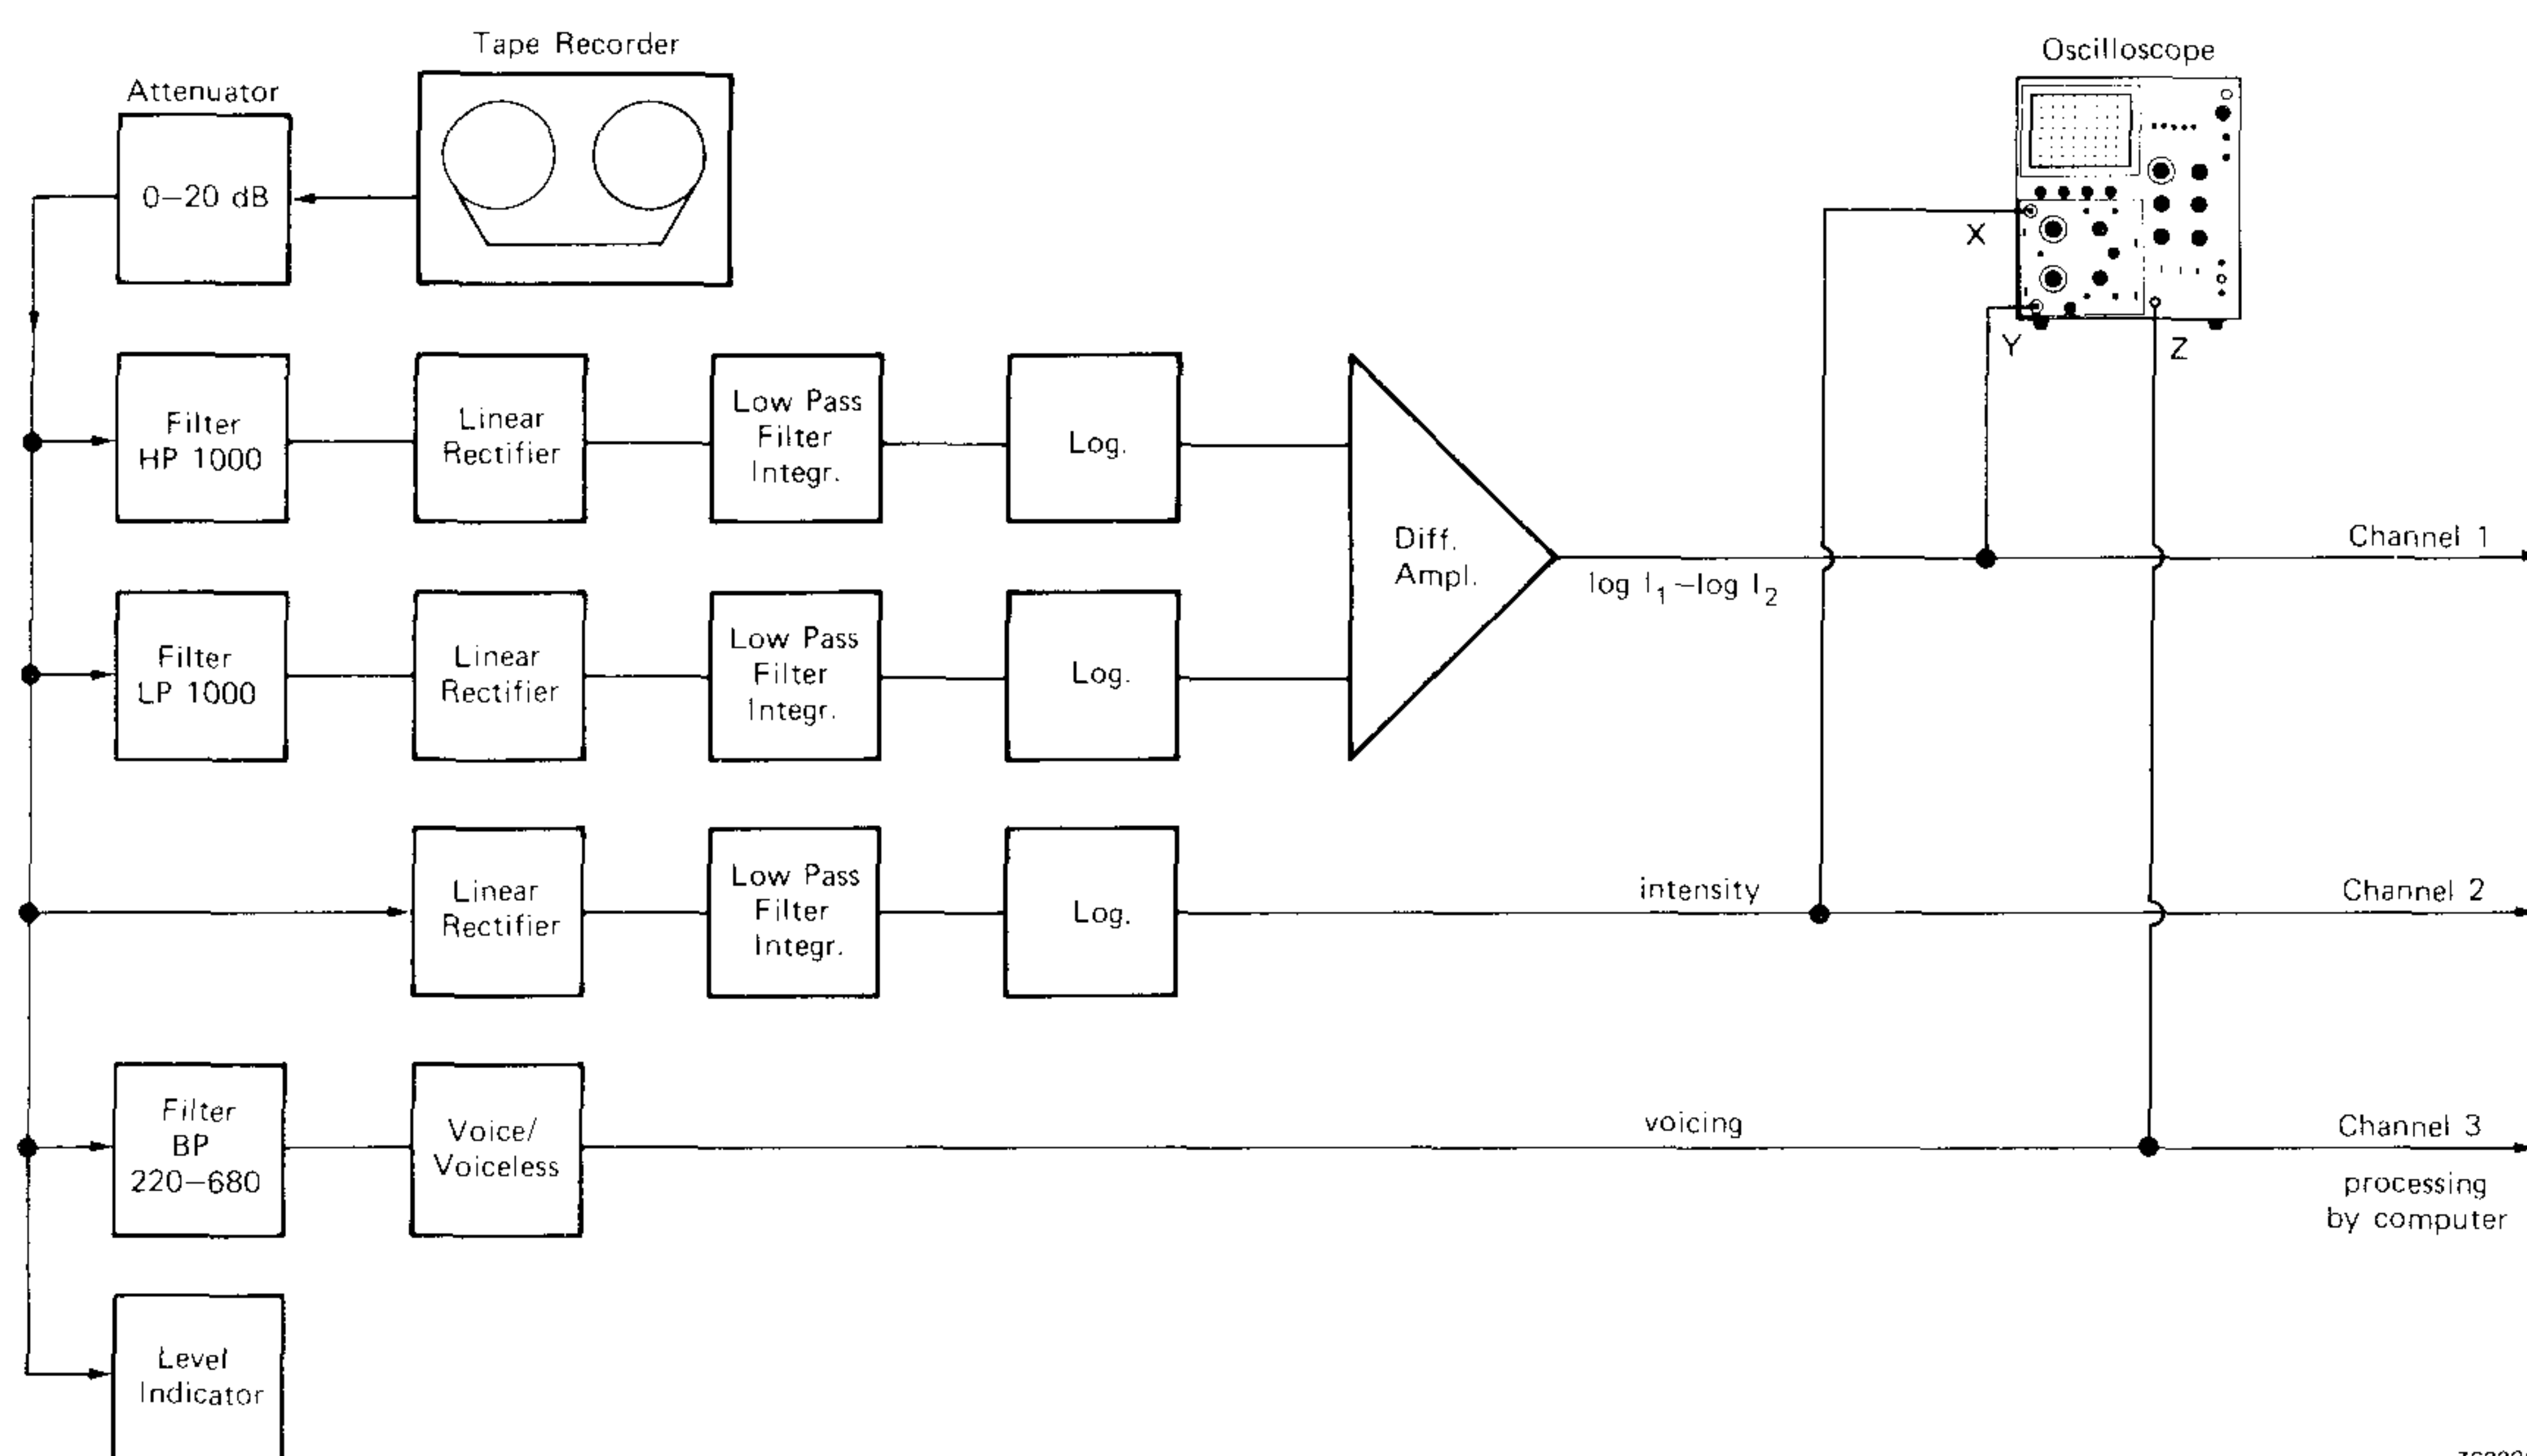 Tape Recorder
Oscilloscope
Attenuator
0–20 dB
X
Y
Z
Filter
HP 1000
Linear
Rectifier
Low Pass
Filter
Integr.
Log.
Diff.
Ampl.
log I₁–log I₂
Channel 1
Filter
LP 1000
Linear
Rectifier
Low Pass
Filter
Integr.
Log.
Linear
Rectifier
Low Pass
Filter
Integr.
Log.
intensity
Channel 2
Filter
BP
220–680
Voice/
Voiceless
voicing
Channel 3
processing
by computer
Level
Indicator